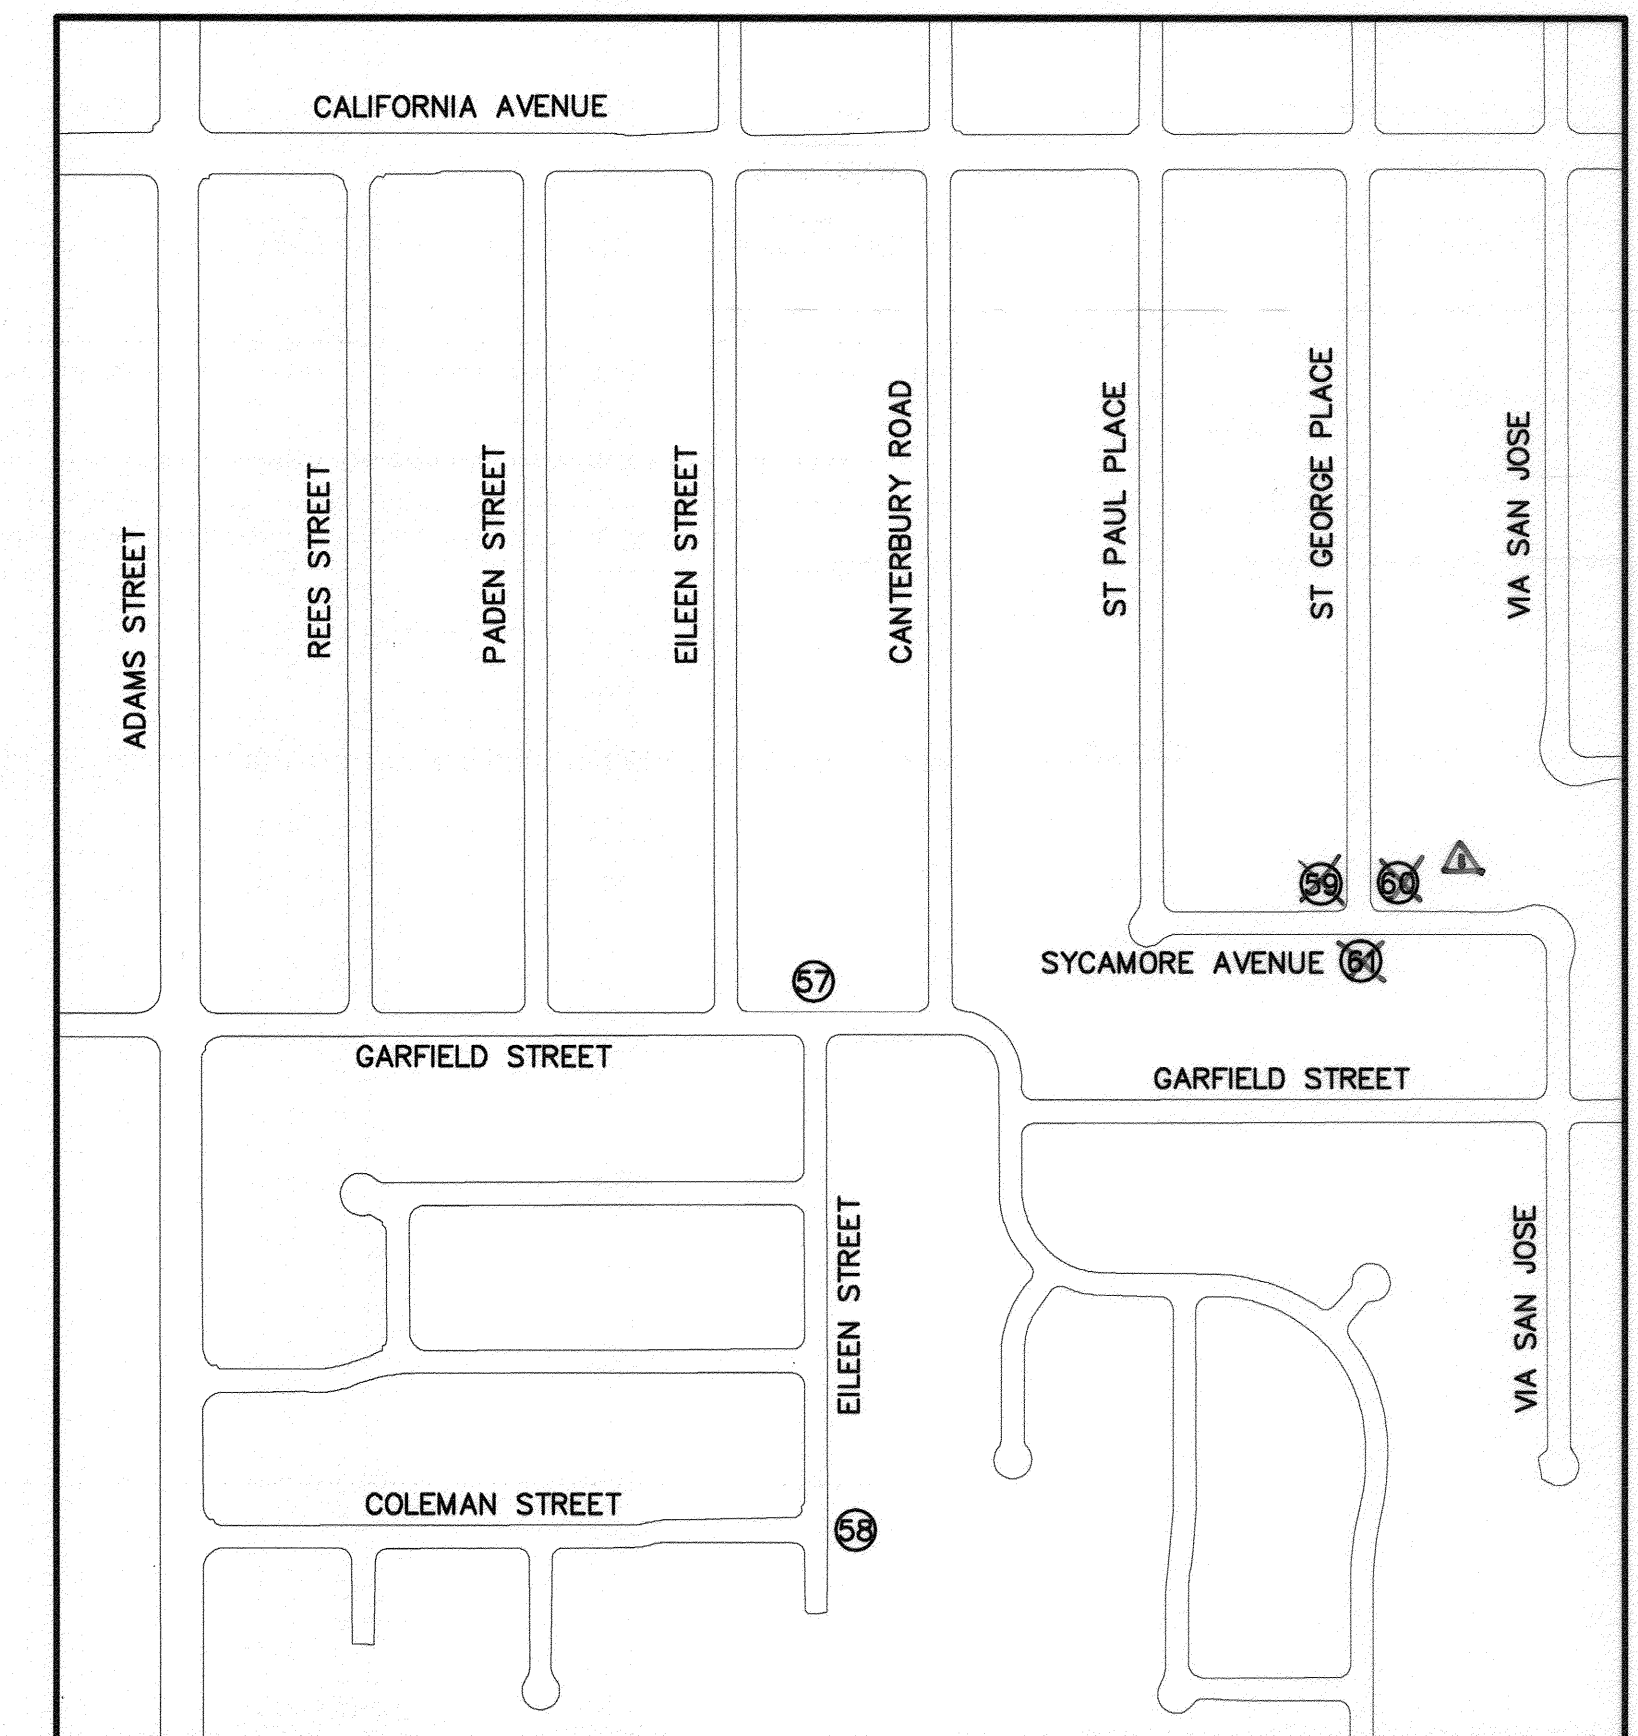 CALIFORNIA AVENUE
ADAMS STREET
REES STREET
PADEN STREET
EILEEN STREET
CANTERBURY ROAD
ST PAUL PLACE
ST GEORGE PLACE
VIA SAN JOSE
59
60
1
57
SYCAMORE AVENUE
61
GARFIELD STREET
GARFIELD STREET
EILEEN STREET
VIA SAN JOSE
COLEMAN STREET
58